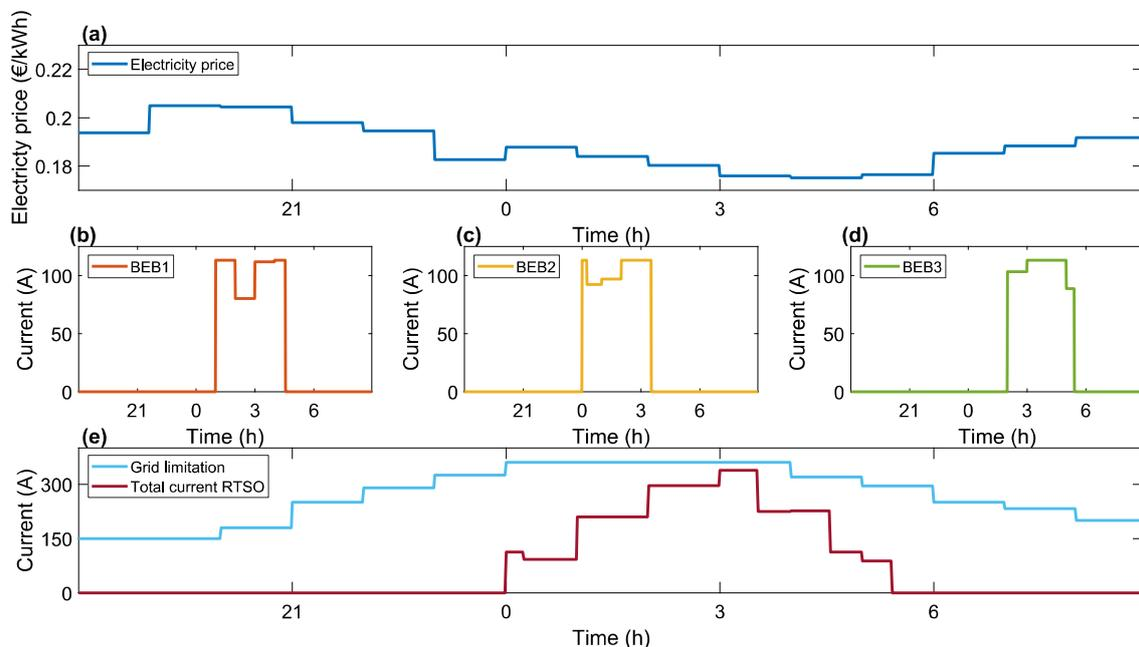 (a)
Electricty price (€/kWh)
0.22
0.2
0.18
Electricity price
21 0 3 6
Time (h)
(b)
Current (A)
100
50
0
BEB1
21 0 3 6
Time (h)
(c)
Current (A)
100
50
0
BEB2
21 0 3 6
Time (h)
(d)
Current (A)
100
50
0
BEB3
21 0 3 6
Time (h)
(e)
Current (A)
300
150
0
Grid limitation
Total current RTSO
21 0 3 6
Time (h)